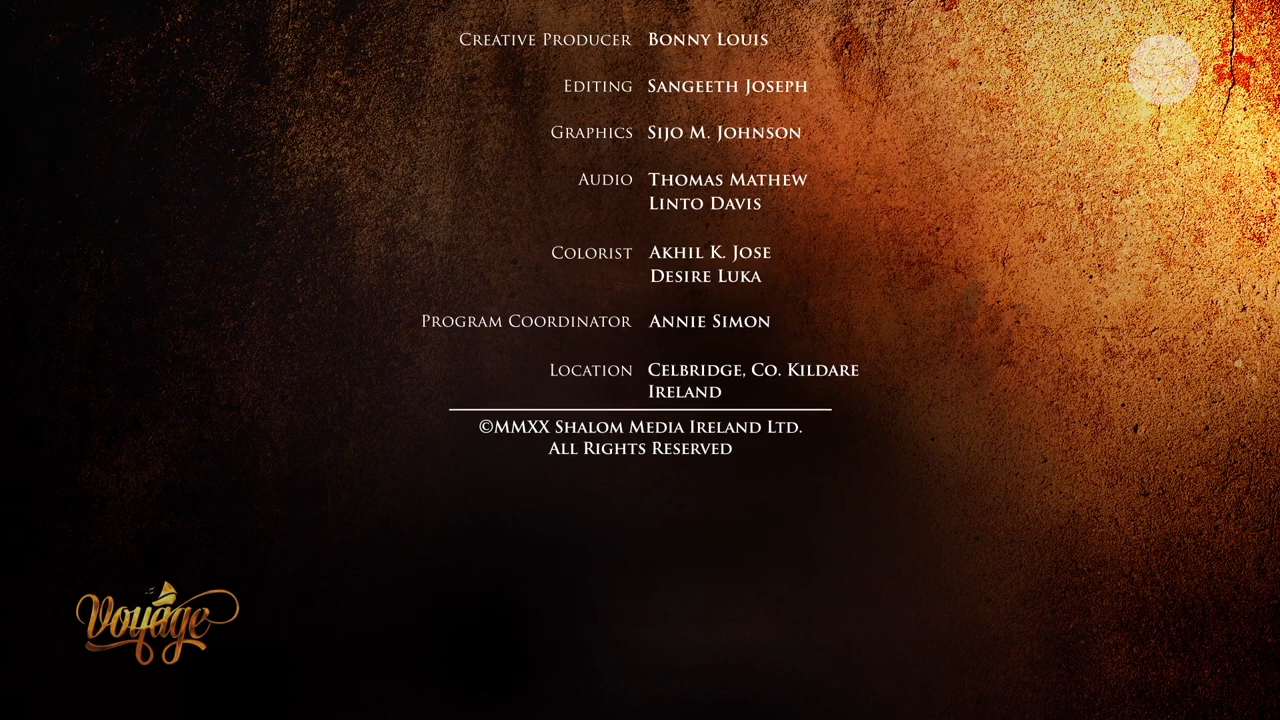 Creative Producer Bonny Louis
Editing Sangeeth Joseph
Graphics Sijo M. Johnson
Audio Thomas Mathew
Linto Davis
Colorist Akhil K. Jose
Desire Luka
Program Coordinator Annie Simon
Location Celbridge, Co. Kildare
Ireland
©MMXX Shalom Media Ireland Ltd.
All Rights Reserved
Voyage